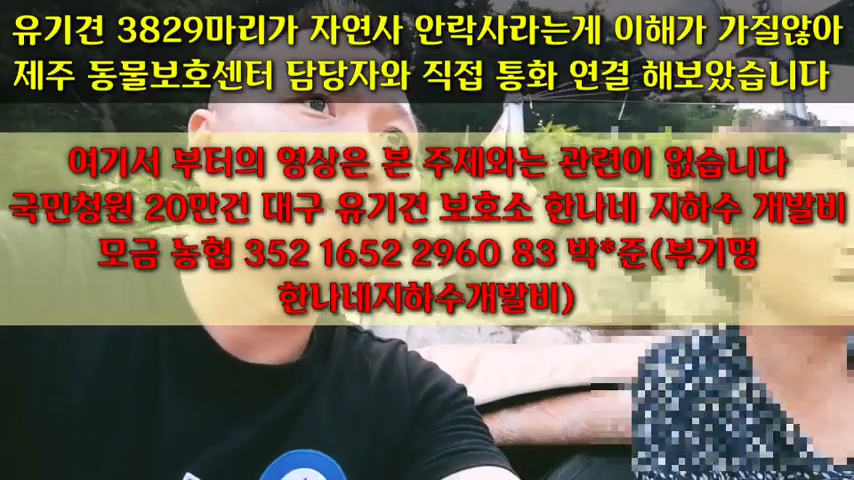 유기견 3829마리가 자연사 안락사라는게 이해가 가질않아
제주 동물보호센터 담당자와 직접 통화 연결 해보았습니다
여기서 부터의 영상은 본 주제와는 관련이 없습니다
국민청원 20만건 대구 유기견 보호소 한나네 지하수 개발비
모금 농협 352 1652 2960 83 박*준(부기명
한나네지하수개발비)